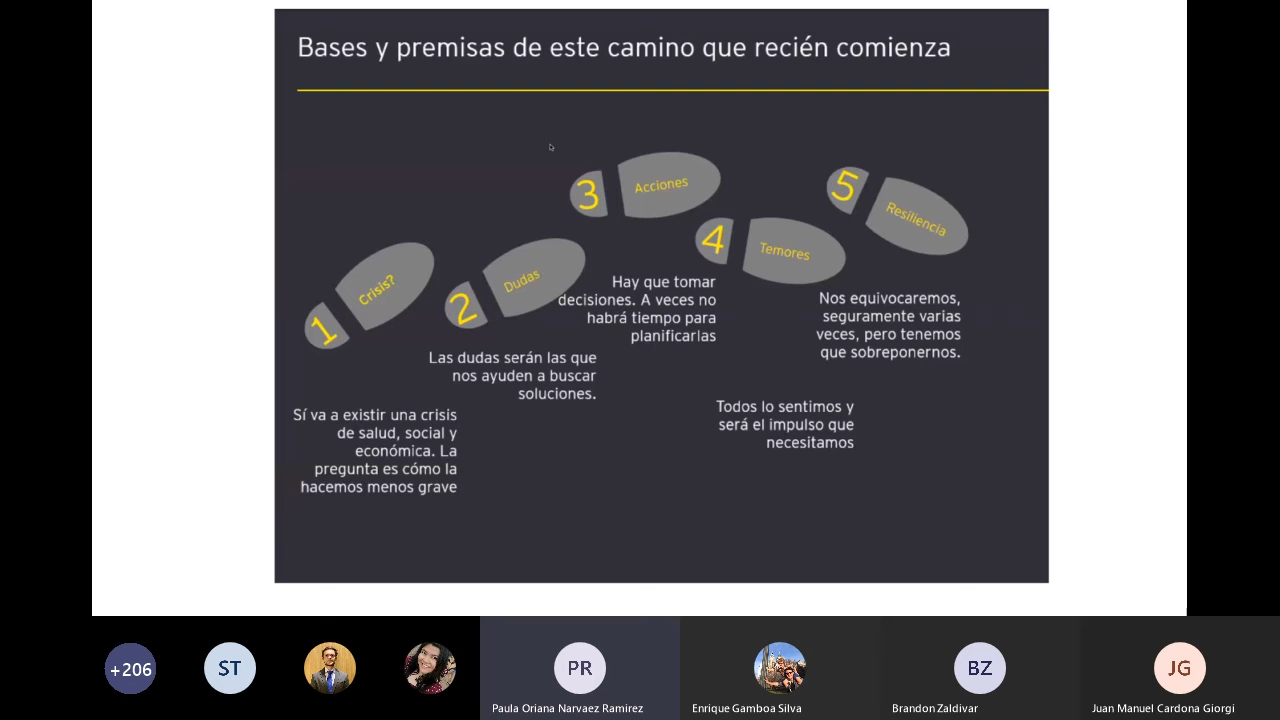 Bases y premisas de este camino que recién comienza
1
Crisis?
Sí va a existir una crisis
de salud, social y
económica. La
pregunta es cómo la
hacemos menos grave
2
Dudas
Las dudas serán las que
nos ayuden a buscar
soluciones.
3
Acciones
Hay que tomar
decisiones. A veces no
habrá tiempo para
planificarlas
4
Temores
Todos lo sentimos y
será el impulso que
necesitamos
5
Resiliencia
Nos equivocaremos,
seguramente varias
veces, pero tenemos
que sobreponernos.
+206
ST
PR
Paula Oriana Narvaez Ramirez
Enrique Gamboa Silva
BZ
Brandon Zaldivar
JG
Juan Manuel Cardona Giorgi